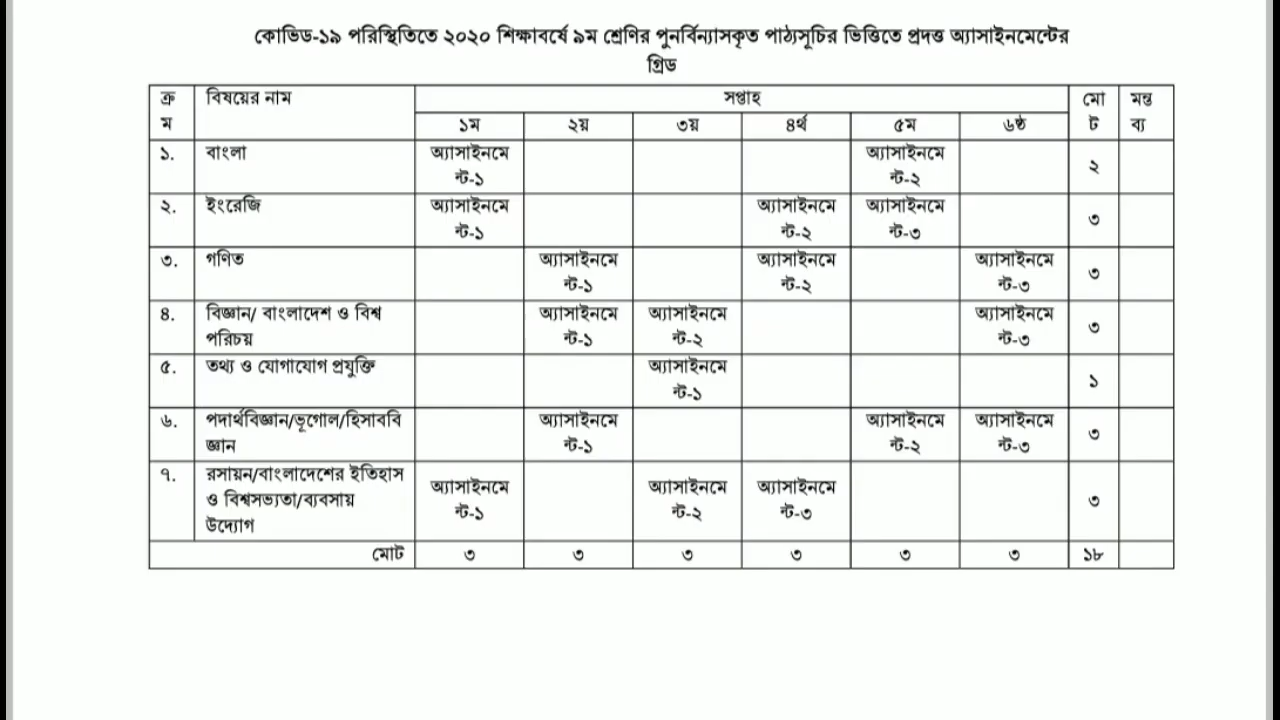 কোভিড-১৯ পরিস্থিতিতে ২০২০ শিক্ষাবর্ষে ৯ম শ্রেণির পুনর্বিন্যাসকৃত পাঠ্যসূচির ভিত্তিতে প্রদত্ত অ্যাসাইনমেন্টের
গ্রিড
ক্র বিষয়ের নাম সপ্তাহ মো মন্ত
ম ১ম ২য় ৩য় ৪র্থ ৫ম ৬ষ্ঠ ট ব্য
১. বাংলা অ্যাসাইনমে অ্যাসাইনমে ২
ন্ট-১ ন্ট-২
২. ইংরেজি অ্যাসাইনমে অ্যাসাইনমে অ্যাসাইনমে ৩
ন্ট-১ ন্ট-২ ন্ট-৩
৩. গণিত অ্যাসাইনমে অ্যাসাইনমে অ্যাসাইনমে ৩
ন্ট-১ ন্ট-২ ন্ট-৩
৪. বিজ্ঞান/ বাংলাদেশ ও বিশ্ব অ্যাসাইনমে অ্যাসাইনমে অ্যাসাইনমে ৩
পরিচয় ন্ট-১ ন্ট-২ ন্ট-৩
৫. তথ্য ও যোগাযোগ প্রযুক্তি অ্যাসাইনমে ১
ন্ট-১
৬. পদার্থবিজ্ঞান/ভূগোল/হিসাববি অ্যাসাইনমে অ্যাসাইনমে অ্যাসাইনমে ৩
জ্ঞান ন্ট-১ ন্ট-২ ন্ট-৩
৭. রসায়ন/বাংলাদেশের ইতিহাস অ্যাসাইনমে অ্যাসাইনমে অ্যাসাইনমে ৩
ও বিশ্বসভ্যতা/ব্যবসায় ন্ট-১ ন্ট-২ ন্ট-৩
উদ্যোগ
মোট ৩ ৩ ৩ ৩ ৩ ৩ ১৮